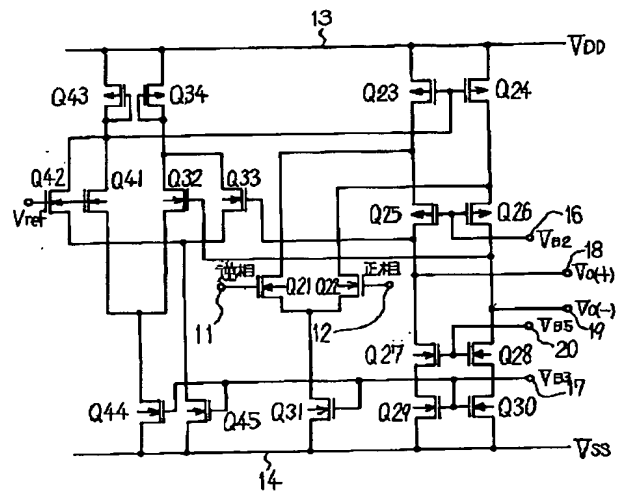 13
VDD
Q43
Q34
Q23
Q24
Q42
Q41
Q32
Q33
Vref
Q25
Q26
16
VB2
18
VO(+)
逆相
正相
Q21
Q22
11
12
VO(-)
19
VB5
20
Q27
Q28
VB3
17
Q44
Q45
Q31
Q29
Q30
VSS
14